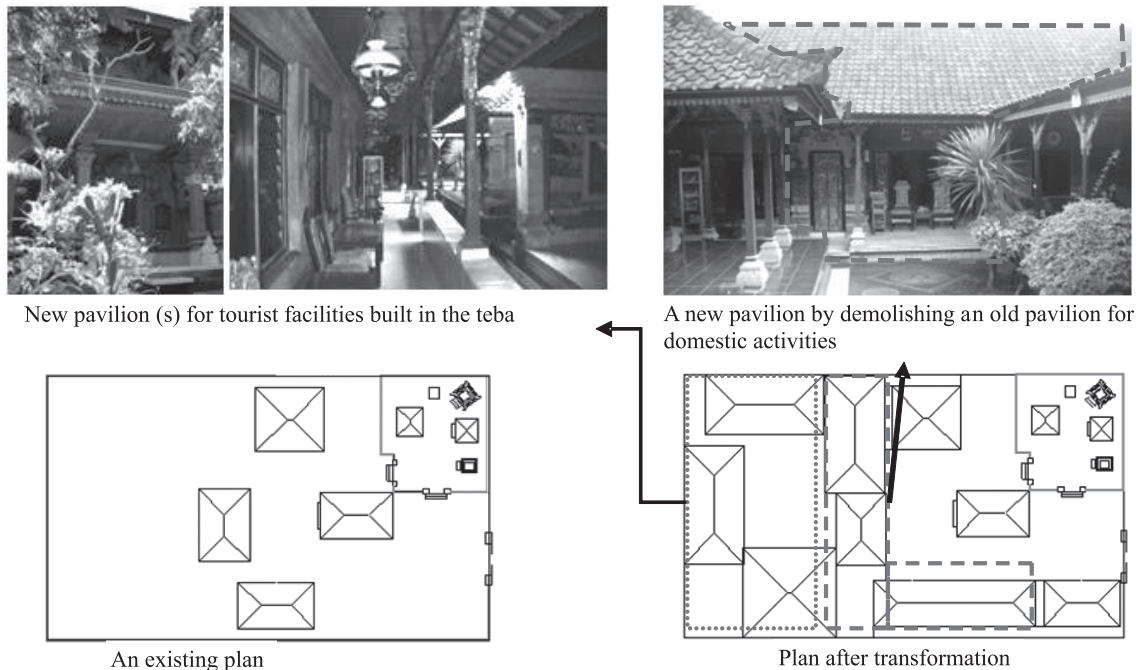 New pavilion (s) for tourist facilities built in the teba
A new pavilion by demolishing an old pavilion for
domestic activities
An existing plan
Plan after transformation